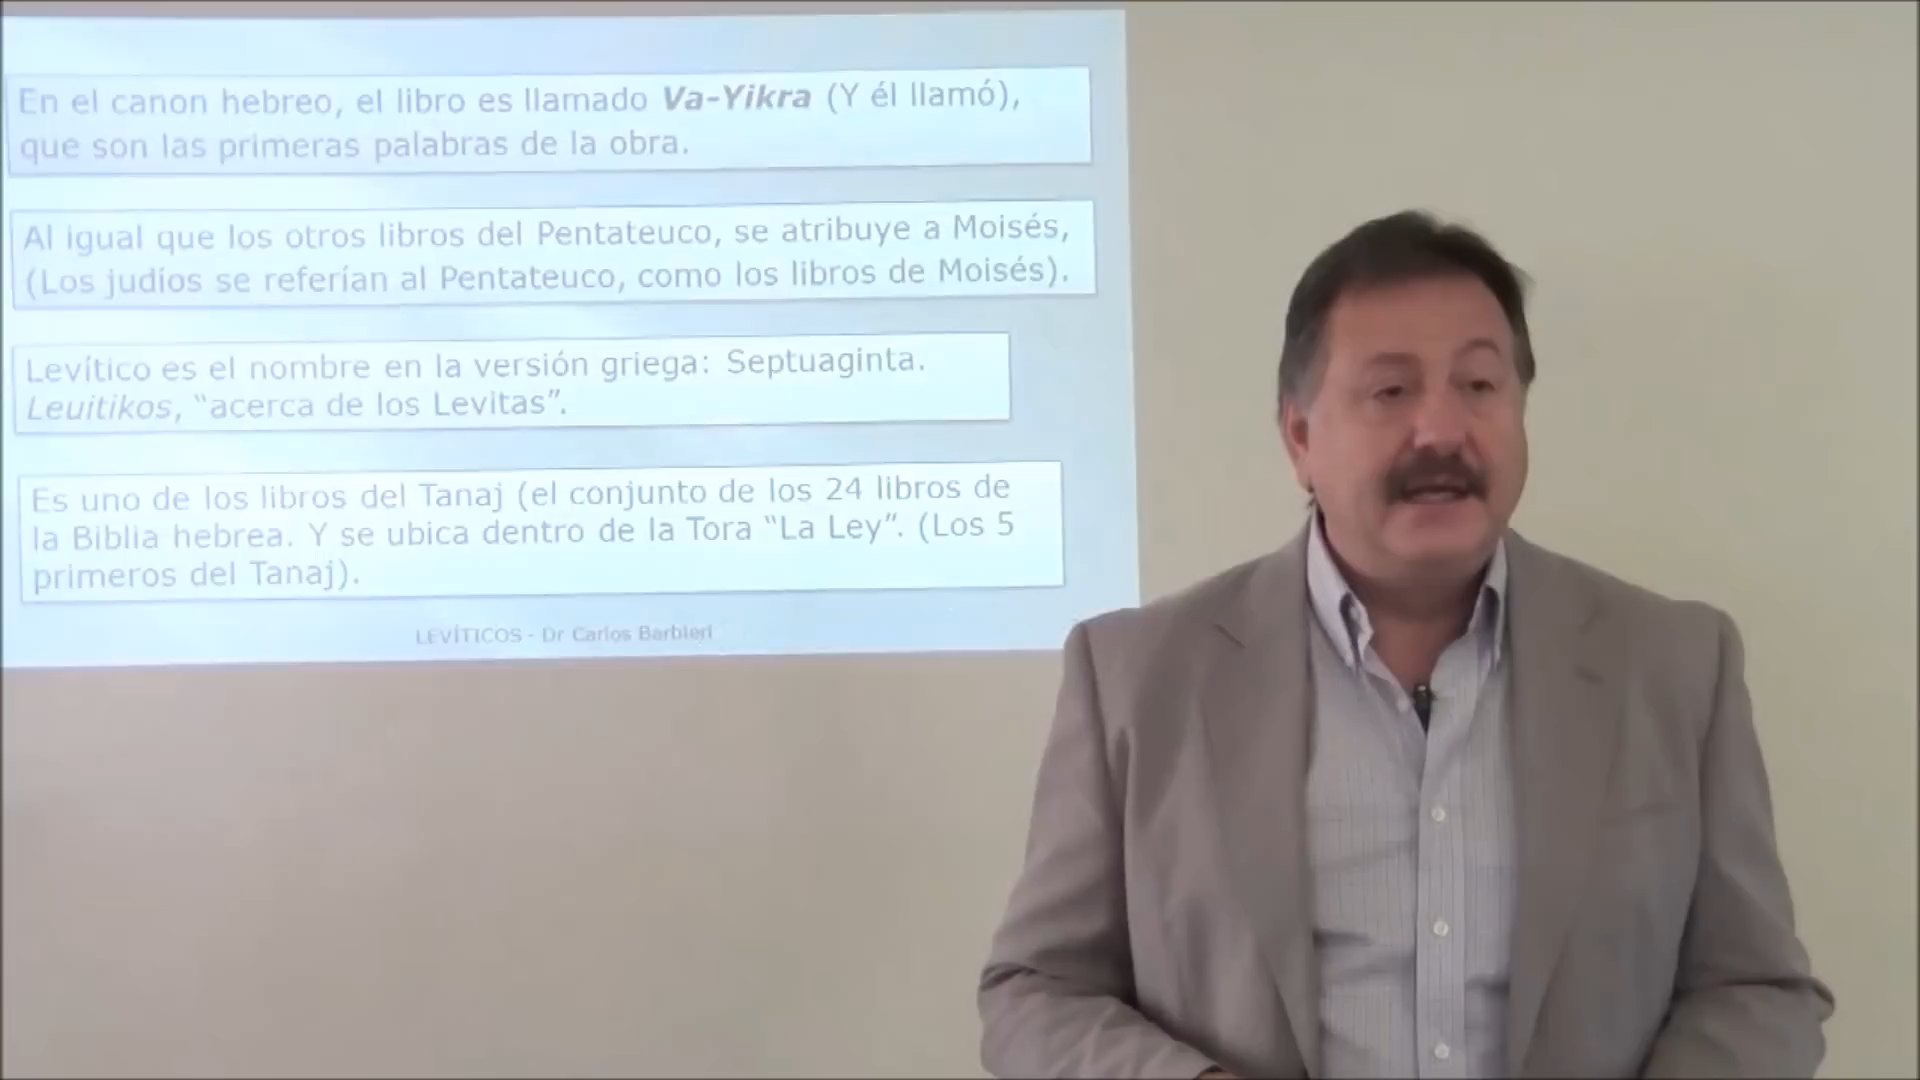 En el canon hebreo, el libro es llamado Va-Yikra (Y él llamó),
que son las primeras palabras de la obra.
Al igual que los otros libros del Pentateuco, se atribuye a Moisés,
(Los judíos se referían al Pentateuco, como los libros de Moisés).
Levítico es el nombre en la versión griega: Septuaginta.
Leuitikos, “acerca de los Levitas”.
Es uno de los libros del Tanaj (el conjunto de los 24 libros de
la Biblia hebrea. Y se ubica dentro de la Tora “La Ley”. (Los 5
primeros del Tanaj).
LEVÍTICOS - Dr Carlos Barbieri